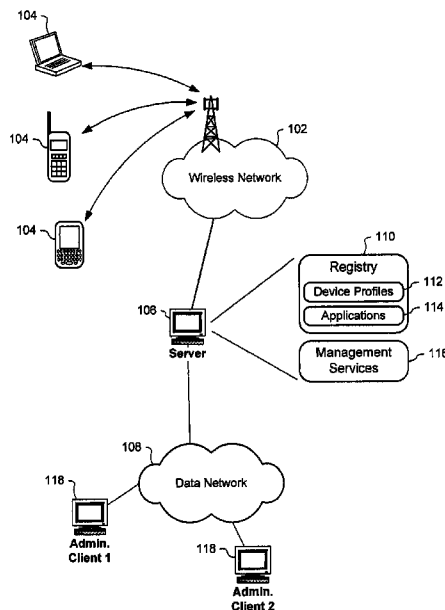 104
104
104
102
Wireless Network
110
Registry
Device Profiles
112
Applications
114
106
Server
Management
Services
116
108
Data Network
118
Admin.
Client 1
118
Admin.
Client 2